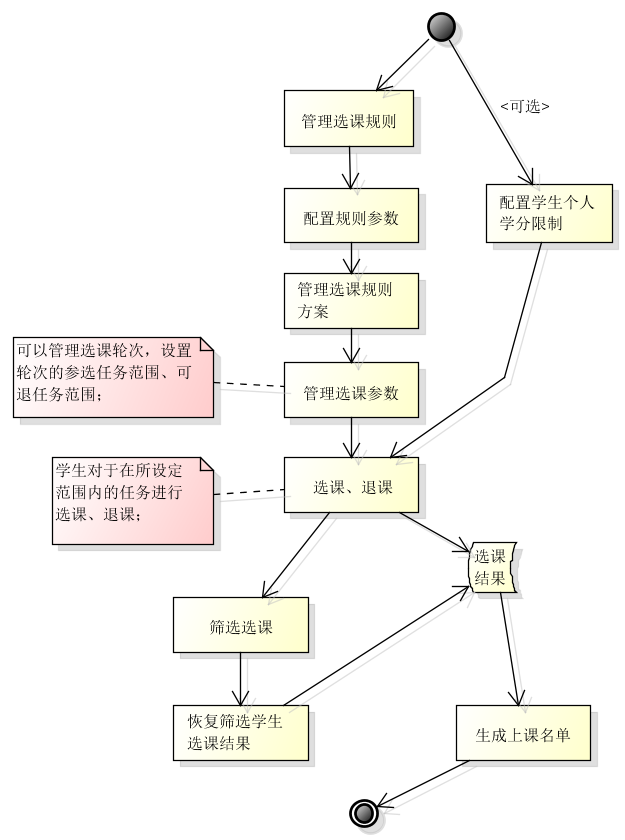 管理选课规则
<可选>
配置规则参数
配置学生个人
学分限制
管理选课规则
方案
可以管理选课轮次，设置
轮次的参选任务范围、可
退任务范围；
管理选课参数
学生对于在所设定
范围内的任务进行
选课、退课；
选课、退课
选课
结果
筛选选课
恢复筛选学生
选课结果
生成上课名单